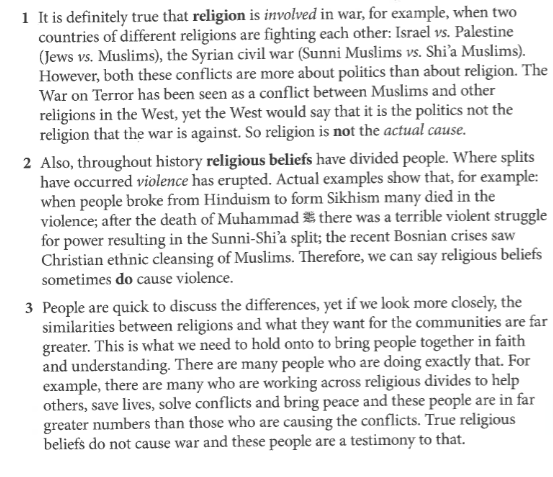 1 It is definitely true that religion is involved in war, for example, when two
countries of different religions are fighting each other: Israel vs. Palestine
(Jews vs. Muslims), the Syrian civil war (Sunni Muslims vs. Shi'a Muslims).
However, both these conflicts are more about politics than about religion. The
War on Terror has been seen as a conflict between Muslims and other
religions in the West, yet the West would say that it is the politics not the
religion that the war is against. So religion is not the actual cause.
2 Also, throughout history religious beliefs have divided people. Where splits
have occurred violence has erupted. Actual examples show that, for example:
when people broke from Hinduism to form Sikhism many died in the
violence; after the death of Muhammad ﷺ there was a terrible violent struggle
for power resulting in the Sunni-Shi'a split; the recent Bosnian crises saw
Christian ethnic cleansing of Muslims. Therefore, we can say religious beliefs
sometimes do cause violence.
3 People are quick to discuss the differences, yet if we look more closely, the
similarities between religions and what they want for the communities are far
greater. This is what we need to hold onto to bring people together in faith
and understanding. There are many people who are doing exactly that. For
example, there are many who are working across religious divides to help
others, save lives, solve conflicts and bring peace and these people are in far
greater numbers than those who are causing the conflicts. True religious
beliefs do not cause war and these people are a testimony to that.